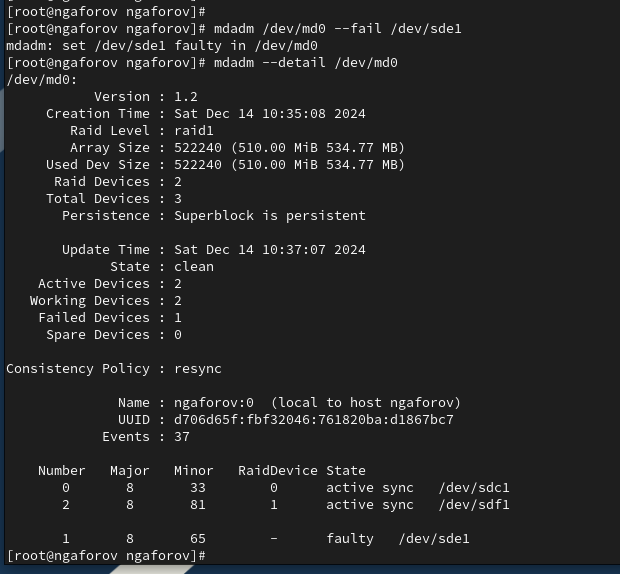 [root@ngaforov ngaforov]#
[root@ngaforov ngaforov]# mdadm /dev/md0 --fail /dev/sde1
mdadm: set /dev/sde1 faulty in /dev/md0
[root@ngaforov ngaforov]# mdadm --detail /dev/md0
/dev/md0:
           Version : 1.2
     Creation Time : Sat Dec 14 10:35:08 2024
        Raid Level : raid1
        Array Size : 522240 (510.00 MiB 534.77 MB)
     Used Dev Size : 522240 (510.00 MiB 534.77 MB)
      Raid Devices : 2
     Total Devices : 3
       Persistence : Superblock is persistent

       Update Time : Sat Dec 14 10:37:07 2024
             State : clean
    Active Devices : 2
   Working Devices : 2
    Failed Devices : 1
     Spare Devices : 0

Consistency Policy : resync

              Name : ngaforov:0  (local to host ngaforov)
              UUID : d706d65f:fbf32046:761820ba:d1867bc7
            Events : 37

    Number   Major   Minor   RaidDevice State
       0       8       33        0      active sync   /dev/sdc1
       2       8       81        1      active sync   /dev/sdf1

       1       8       65        -      faulty   /dev/sde1
[root@ngaforov ngaforov]#